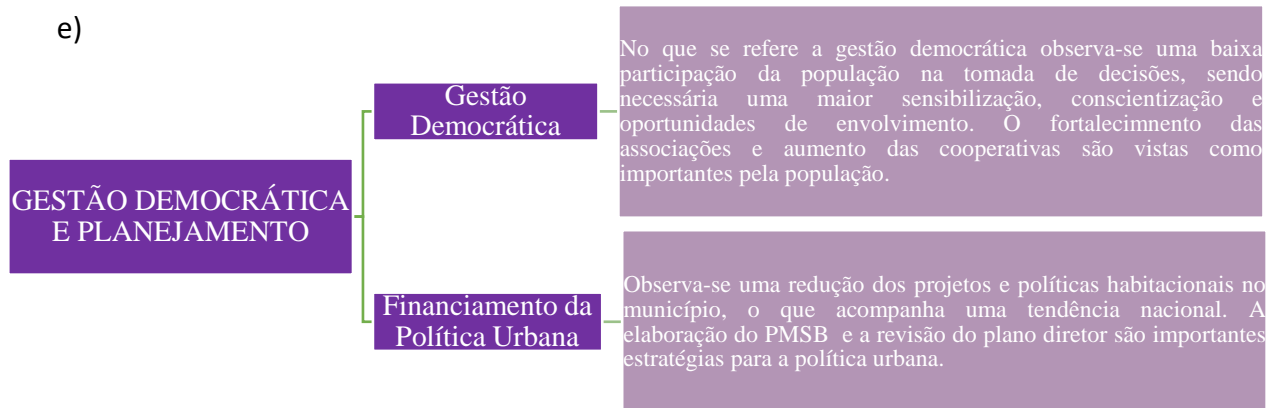 e)
GESTÃO DEMOCRÁTICA
E PLANEJAMENTO
Gestão
Democrática
No que se refere a gestão democrática observa-se uma baixa
participação da população na tomada de decisões, sendo
necessária uma maior sensibilização, conscientização e
oportunidades de envolvimento. O fortalecimnento das
associações e aumento das cooperativas são vistas como
importantes pela população.
Financiamento da
Política Urbana
Observa-se uma redução dos projetos e políticas habitacionais no
município, o que acompanha uma tendência nacional. A
elaboração do PMSB e a revisão do plano diretor são importantes
estratégias para a política urbana.